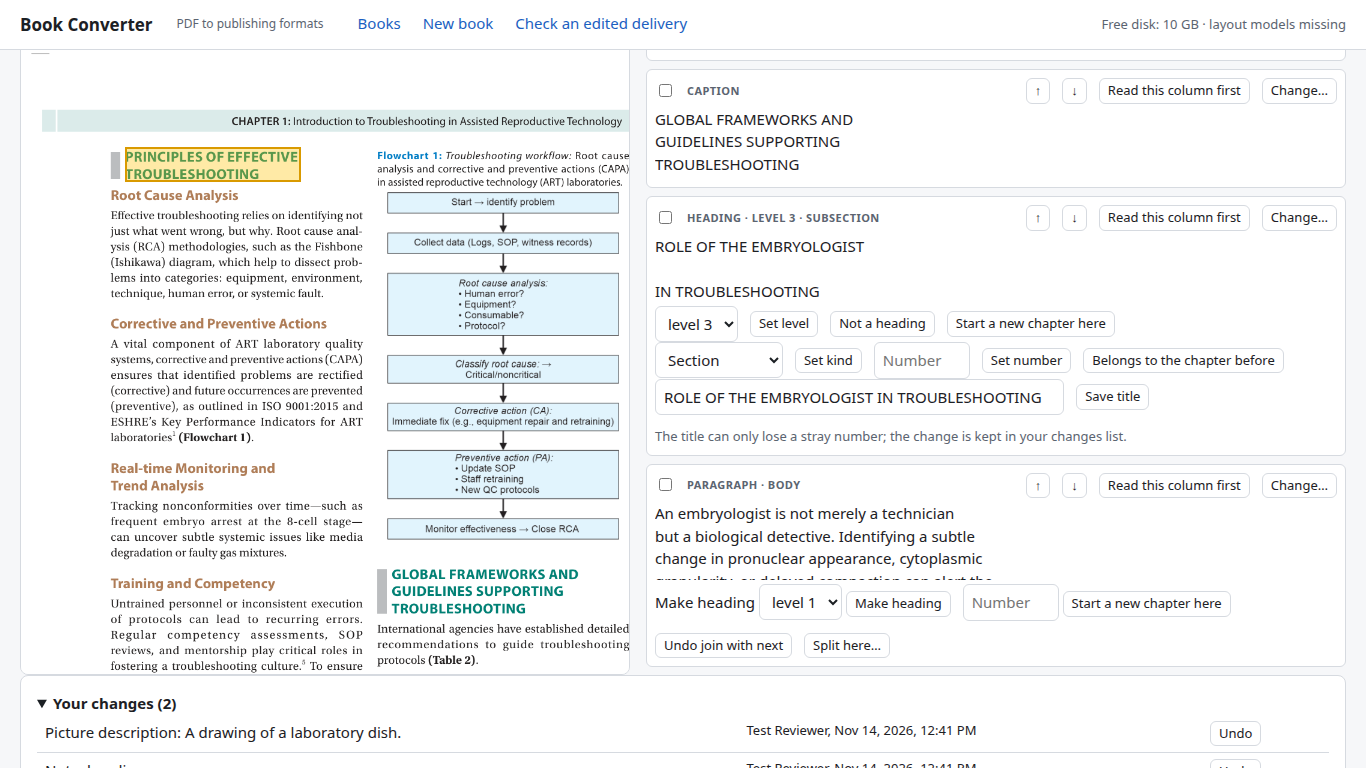 Book Converter
PDF to publishing formats
Books
New book
Check an edited delivery
Free disk: 10 GB · layout models missing
CHAPTER 1: Introduction to Troubleshooting in Assisted Reproductive Technology
PRINCIPLES OF EFFECTIVE
TROUBLESHOOTING
Root Cause Analysis
Effective troubleshooting relies on identifying not
just what went wrong, but why. Root cause anal-
ysis (RCA) methodologies, such as the Fishbone
(Ishikawa) diagram, which help to dissect prob-
lems into categories: equipment, environment,
technique, human error, or systemic fault.
Corrective and Preventive Actions
A vital component of ART laboratory quality
systems, corrective and preventive actions (CAPA)
ensures that identified problems are rectified
(corrective) and future occurrences are prevented
(preventive), as outlined in ISO 9001:2015 and
ESHRE's Key Performance Indicators for ART
laboratories¹ (Flowchart 1).
Real-time Monitoring and
Trend Analysis
Tracking nonconformities over time—such as
frequent embryo arrest at the 8-cell stage—
can uncover subtle systemic issues like media
degradation or faulty gas mixtures.
Training and Competency
Untrained personnel or inconsistent execution
of protocols can lead to recurring errors.
Regular competency assessments, SOP
reviews, and mentorship play critical roles in
fostering a troubleshooting culture.⁵ To ensure
Flowchart 1: Troubleshooting workflow: Root cause
analysis and corrective and preventive actions (CAPA)
in assisted reproductive technology (ART) laboratories.
Start → identify problem
Collect data (Logs, SOP, witness records)
Root cause analysis:
• Human error?
• Equipment?
• Consumable?
• Protocol?
Classify root cause: →
Critical/noncritical
Corrective action (CA):
Immediate fix (e.g., equipment repair and retraining)
Preventive action (PA):
• Update SOP
• Staff retraining
• New QC protocols
Monitor effectiveness → Close RCA
GLOBAL FRAMEWORKS AND
GUIDELINES SUPPORTING
TROUBLESHOOTING
International agencies have established detailed
recommendations to guide troubleshooting
protocols (Table 2).
CAPTION
↑
↓
Read this column first
Change...
GLOBAL FRAMEWORKS AND
GUIDELINES SUPPORTING
TROUBLESHOOTING
HEADING · LEVEL 3 · SUBSECTION
↑
↓
Read this column first
Change...
ROLE OF THE EMBRYOLOGIST
IN TROUBLESHOOTING
level 3
Set level
Not a heading
Start a new chapter here
Section
Set kind
Number
Set number
Belongs to the chapter before
ROLE OF THE EMBRYOLOGIST IN TROUBLESHOOTING
Save title
The title can only lose a stray number; the change is kept in your changes list.
PARAGRAPH · BODY
↑
↓
Read this column first
Change...
An embryologist is not merely a technician
but a biological detective. Identifying a subtle
change in pronuclear appearance, cytoplasmic
Make heading
level 1
Make heading
Number
Start a new chapter here
Undo join with next
Split here...
▼ Your changes (2)
Picture description: A drawing of a laboratory dish.
Test Reviewer, Nov 14, 2026, 12:41 PM
Undo